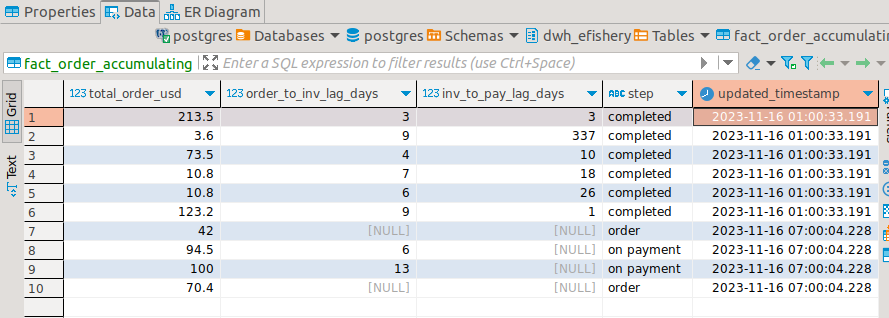 Properties Data ER Diagram
postgres Databases postgres Schemas dwh_efishery Tables fact_order_accumulatin
fact_order_accumulating Enter a SQL expression to filter results (use Ctrl+Space)
Grid
Text
123 total_order_usd 123 order_to_inv_lag_days 123 inv_to_pay_lag_days ABC step updated_timestamp
1 213.5 3 3 completed 2023-11-16 01:00:33.191
2 3.6 9 337 completed 2023-11-16 01:00:33.191
3 73.5 4 10 completed 2023-11-16 01:00:33.191
4 10.8 7 18 completed 2023-11-16 01:00:33.191
5 10.8 6 26 completed 2023-11-16 01:00:33.191
6 123.2 9 1 completed 2023-11-16 01:00:33.191
7 42 [NULL] [NULL] order 2023-11-16 07:00:04.228
8 94.5 6 [NULL] on payment 2023-11-16 07:00:04.228
9 100 13 [NULL] on payment 2023-11-16 07:00:04.228
10 70.4 [NULL] [NULL] order 2023-11-16 07:00:04.228